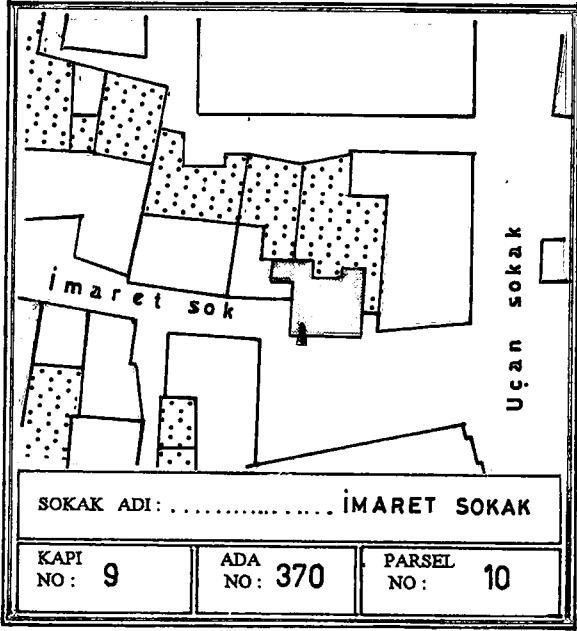 İmaret sok
Uçan sokak
SOKAK ADI: ................ İMARET SOKAK
KAPI NO: 9
ADA NO: 370
PARSEL NO: 10